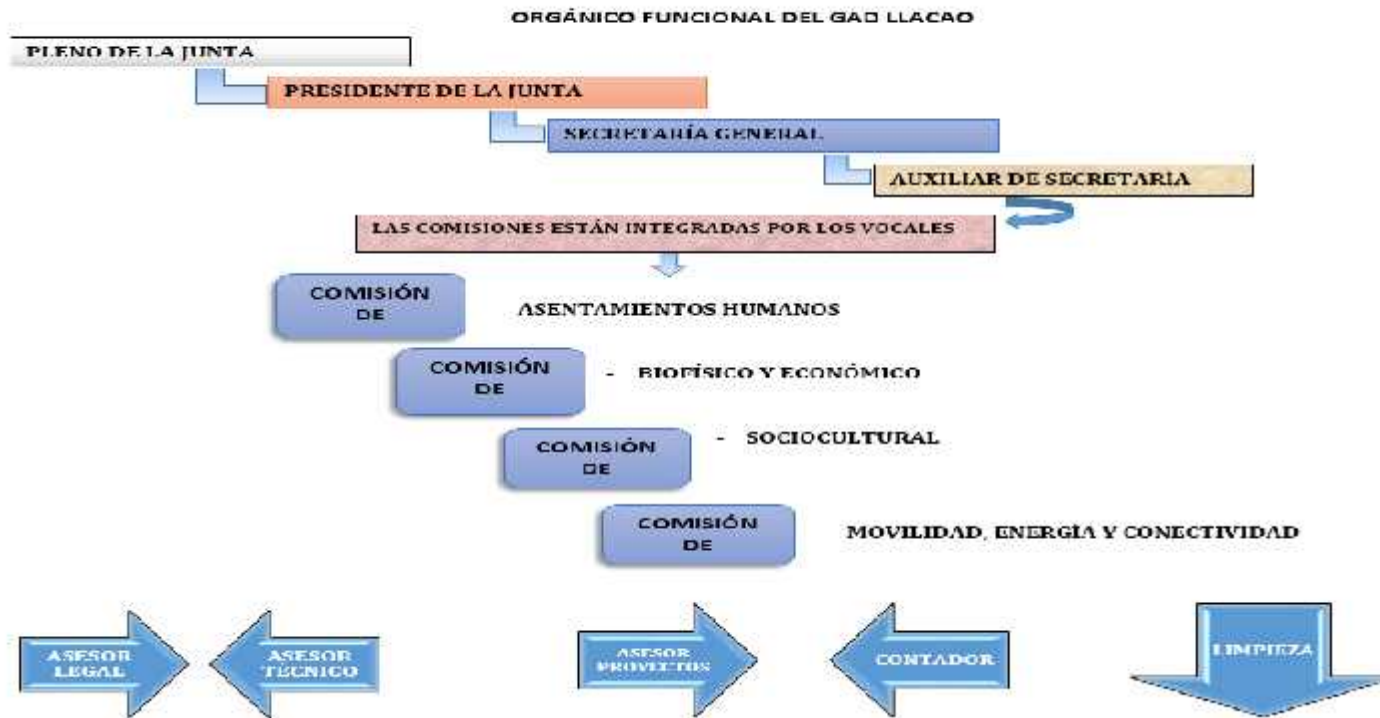 ORGÁNICO FUNCIONAL DEL GAD LLACAO
PLENO DE LA JUNTA
PRESIDENTE DE LA JUNTA
SECRETARÍA GENERAL
AUXILIAR DE SECRETARÍA
LAS COMISIONES ESTÁN INTEGRADAS POR LOS VOCALES
COMISIÓN
DE
ASENTAMIENTOS HUMANOS
COMISIÓN
DE
- BIOFÍSICO Y ECONÓMICO
COMISIÓN
DE
- SOCIOCULTURAL
COMISIÓN
DE
MOVILIDAD, ENERGÍA Y CONECTIVIDAD
ASESOR
LEGAL
ASESOR
TECNICO
ASESOR
PROYECTOS
CONTADOR
LIMPIEZA